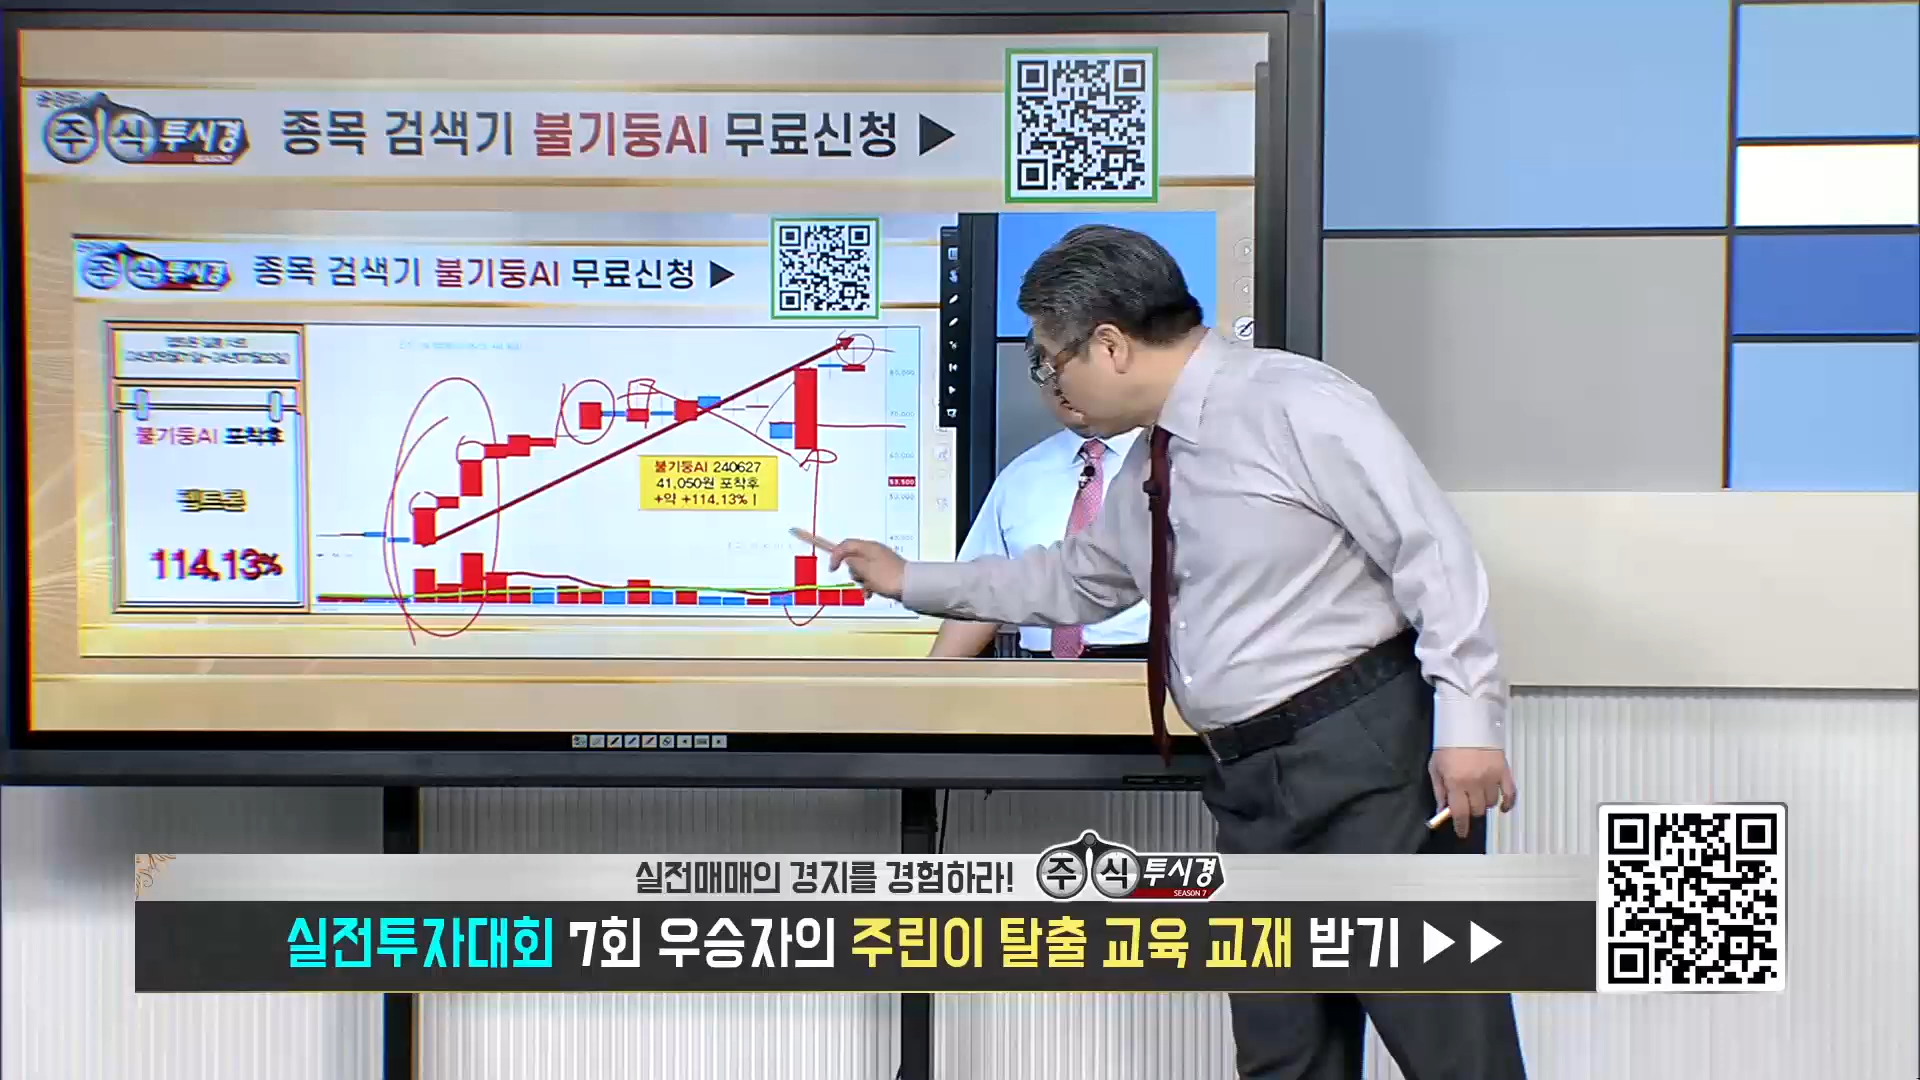 주식투시경
종목 검색기 불기둥AI 무료신청 ▶
주식투시경
종목 검색기 불기둥AI 무료신청 ▶
불기둥AI 포착후
114.13%
불기둥AI 240627
41,050원 포착후
+약 +114.13%
실전매매의 경지를 경험하라!
주식투시경
SEASON 7
실전투자대회 7회 우승자의 주린이 탈출 교육 교재 받기 ▶▶